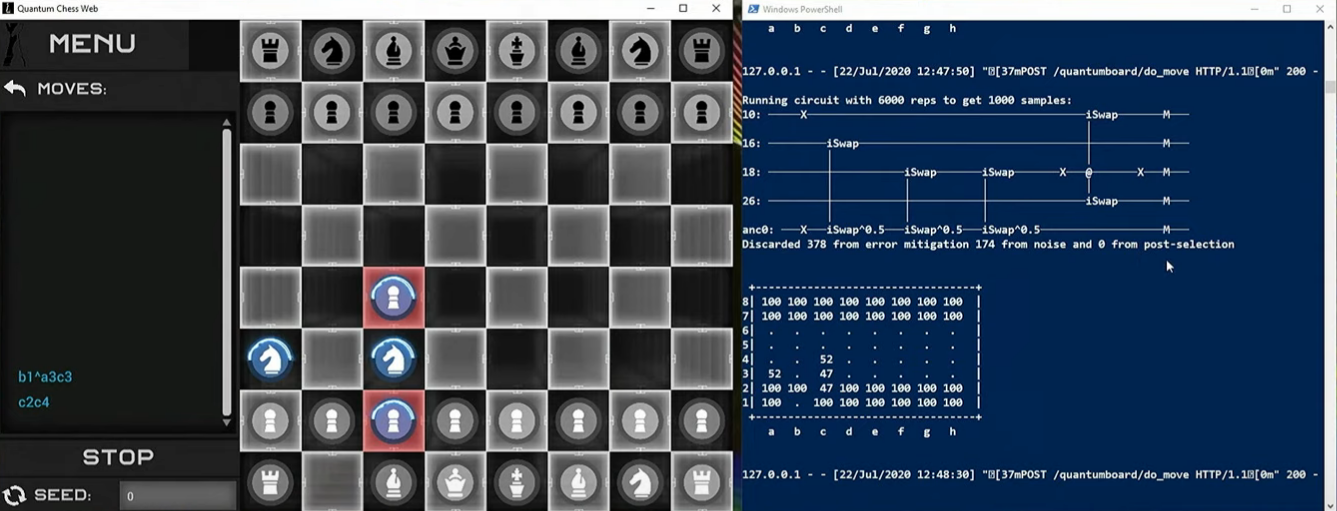 Quantum Chess Web
MENU
MOVES:
b1^a3c3
c2c4
STOP
SEED:
0
Windows PowerShell
a b c d e f g h
127.0.0.1 - - [22/Jul/2020 12:47:50] "[37mPOST /quantumboard/do_move HTTP/1.1[0m" 200 -
Running circuit with 6000 reps to get 1000 samples:
10: ──X──iSwap──M──
16: ──iSwap──M──
18: ──iSwap──iSwap──X──@──X──M──
26: ──iSwap──M──
anc0: ──X──iSwap^0.5──iSwap^0.5──iSwap^0.5──M──
Discarded 378 from error mitigation 174 from noise and 0 from post-selection
+---------------------------------+
8| 100 100 100 100 100 100 100 100 |
7| 100 100 100 100 100 100 100 100 |
6| . . . . . . . . |
5| . . . . . . . . |
4| . . 52 . . . . . |
3| 52 . 47 . . . . . |
2| 100 100 47 100 100 100 100 100 |
1| 100 . 100 100 100 100 100 100 |
+---------------------------------+
a b c d e f g h
127.0.0.1 - - [22/Jul/2020 12:48:30] "[37mPOST /quantumboard/do_move HTTP/1.1[0m" 200 -